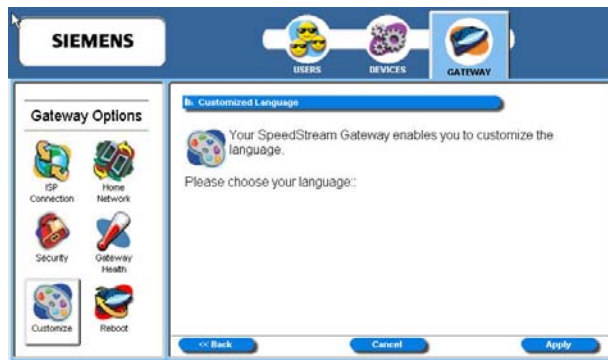 SIEMENS
USERS
DEVICES
GATEWAY
Gateway Options
ISP
Connection
Home
Network
Security
Gateway
Health
Customize
Reboot
Customized Language
Your SpeedStream Gateway enables you to customize the
language.
Please choose your language::
<< Back
Cancel
Apply